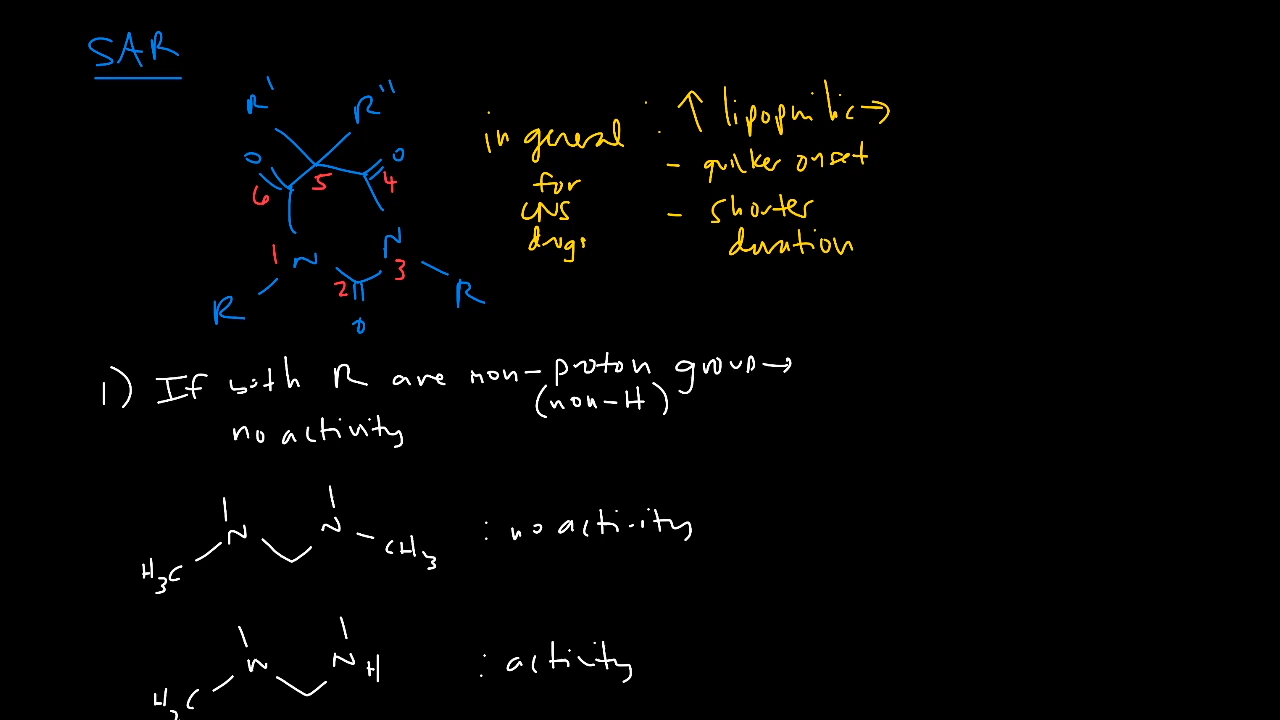 SAR
R' R"
O O
6 5 4
1 N N 3
R 2 R
O
in general : ↑ lipophilic →
for
CNS
drugs
- quicker onset
- shorter
duration
1) If both R are non-proton group →
(non-H)
no activity
N N
H3C CH3 : no activity
N N H : activity
H3C